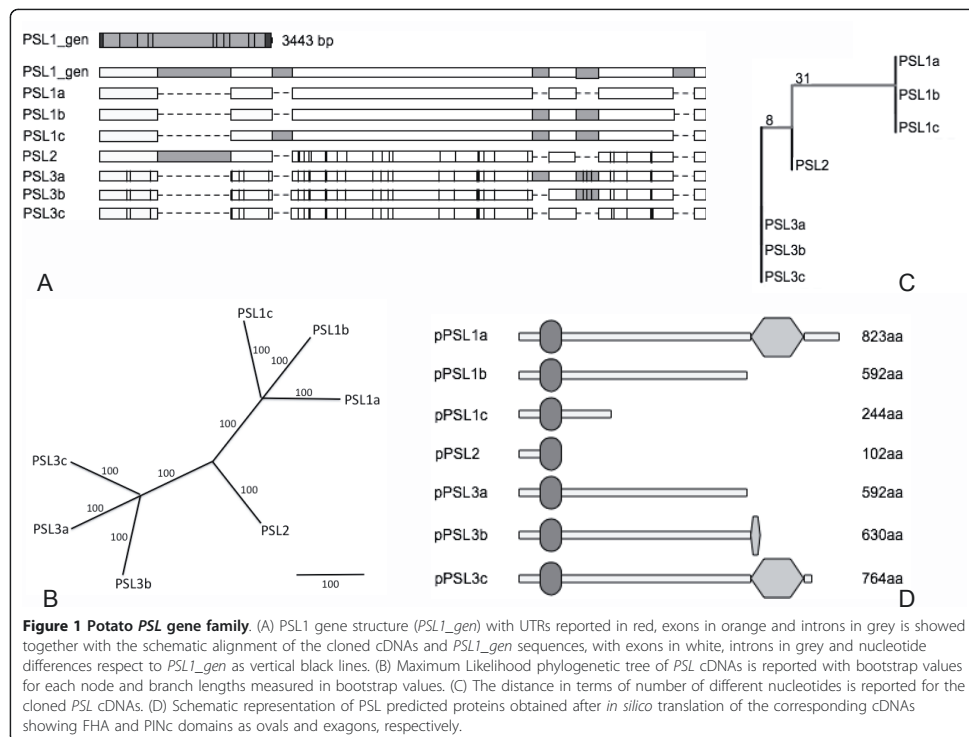 PSL1_gen 3443 bp
PSL1_gen
PSL1a
PSL1b
PSL1c
PSL2
PSL3a
PSL3b
PSL3c
A
PSL1a
31
PSL1b
PSL1c
8
PSL2
PSL3a
PSL3b
PSL3c
C
PSL1c
PSL1b
100
100
100
PSL1a
100
PSL3c
100
100
100
100
PSL3a
100
PSL2
PSL3b
100
B
pPSL1a 823aa
pPSL1b 592aa
pPSL1c 244aa
pPSL2 102aa
pPSL3a 592aa
pPSL3b 630aa
pPSL3c 764aa
D
Figure 1 Potato PSL gene family. (A) PSL1 gene structure (PSL1_gen) with UTRs reported in red, exons in orange and introns in grey is showed
together with the schematic alignment of the cloned cDNAs and PSL1_gen sequences, with exons in white, introns in grey and nucleotide
differences respect to PSL1_gen as vertical black lines. (B) Maximum Likelihood phylogenetic tree of PSL cDNAs is reported with bootstrap values
for each node and branch lengths measured in bootstrap values. (C) The distance in terms of number of different nucleotides is reported for the
cloned PSL cDNAs. (D) Schematic representation of PSL predicted proteins obtained after in silico translation of the corresponding cDNAs
showing FHA and PINc domains as ovals and exagons, respectively.